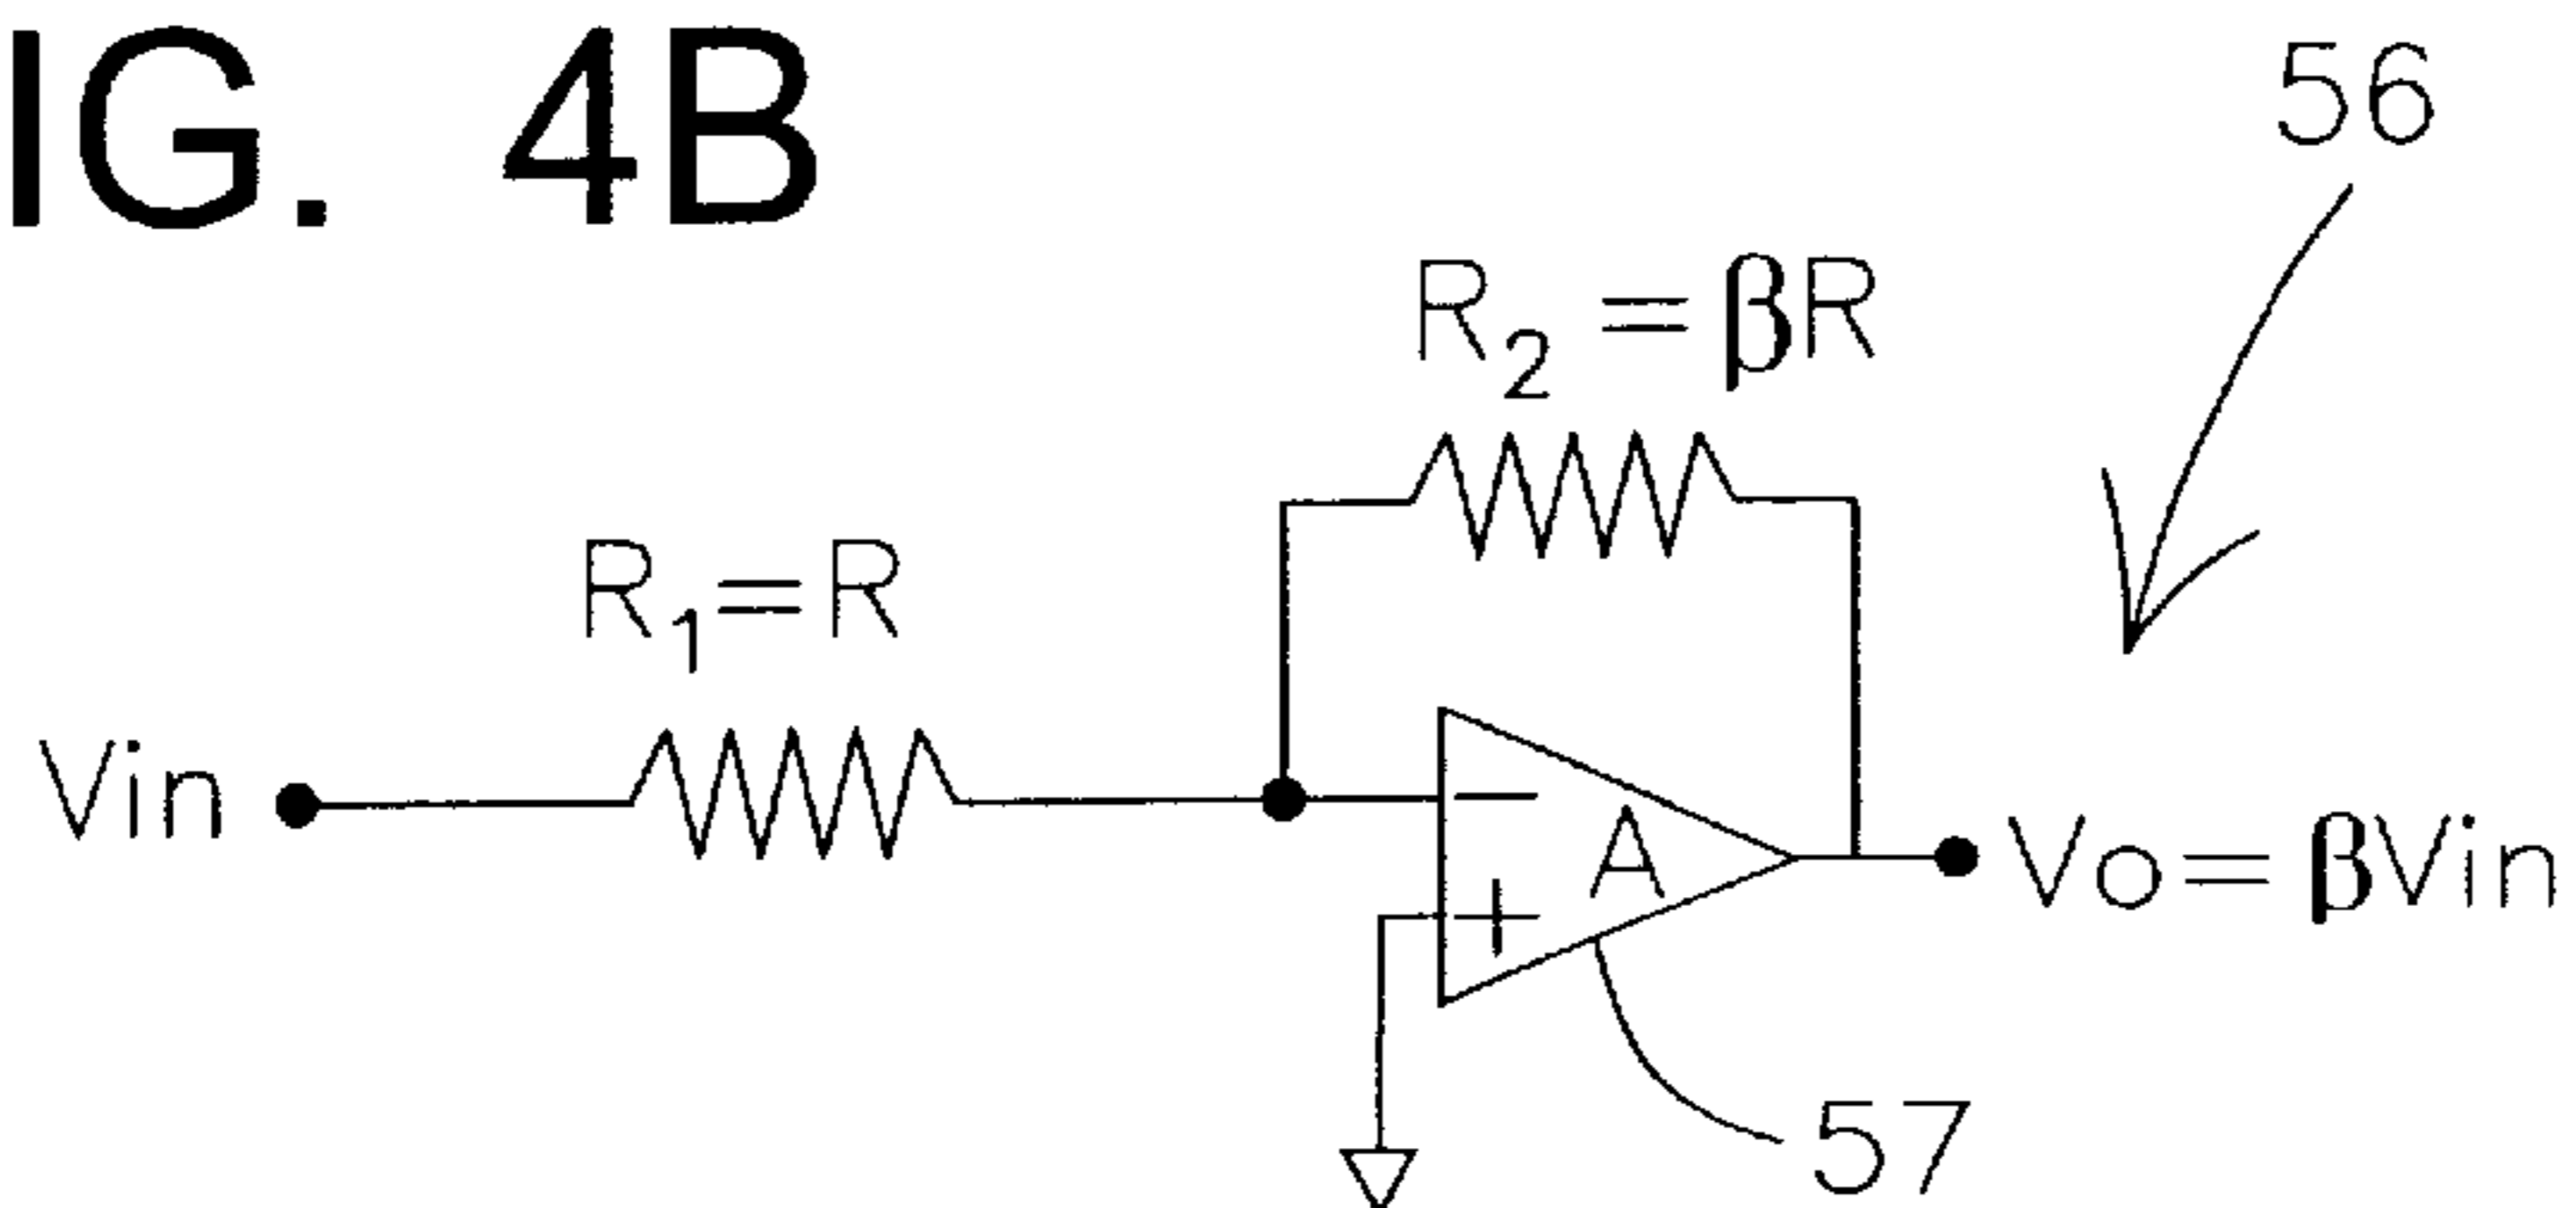 IG. 4B
56
R₂ = βR
R₁=R
Vin
−
A
+
Vo= βVin
57